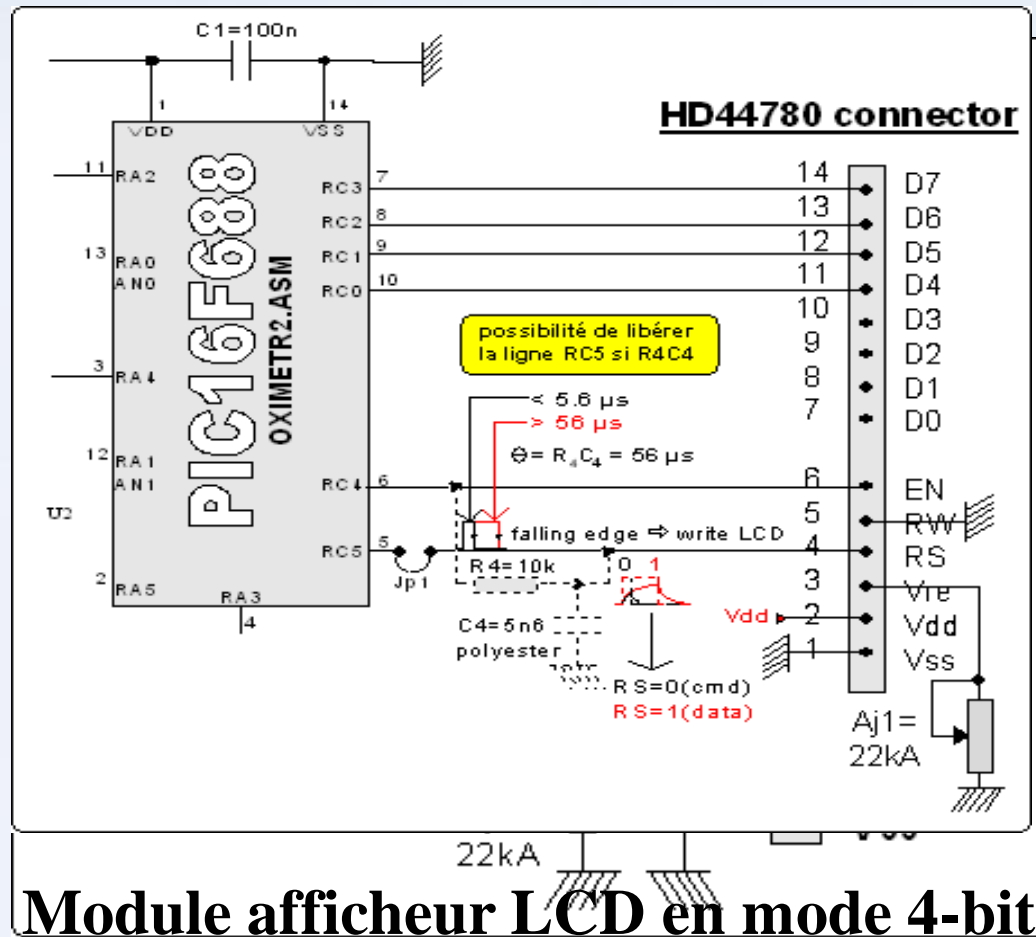 C1=100n
1
14
VDD
VSS
HD44780 connector
11
RA2
RC3
7
14
D7
RC2
8
13
D6
13
RA0
RC1
9
12
D5
AN0
RC0
10
11
D4
PIC16F688
OXIMETR2.ASM
10
D3
possibilité de libérer
la ligne RC5 si R4C4
9
D2
3
RA4
8
D1
< 5.6 µs
7
D0
> 56 µs
12
RA1
θ= R4C4 = 56 µs
AN1
RC4
6
6
EN
U2
5
RW
RC5
5
falling edge ⇨ write LCD
4
RS
Jp1
R4=10k
0
1
2
RA5
3
Vre
RA3
4
C4=5n6
polyester
Vdd
2
Vdd
1
Vss
RS=0(cmd)
RS=1(data)
Aj1=
22kA
22kA
Module afficheur LCD en mode 4-bit